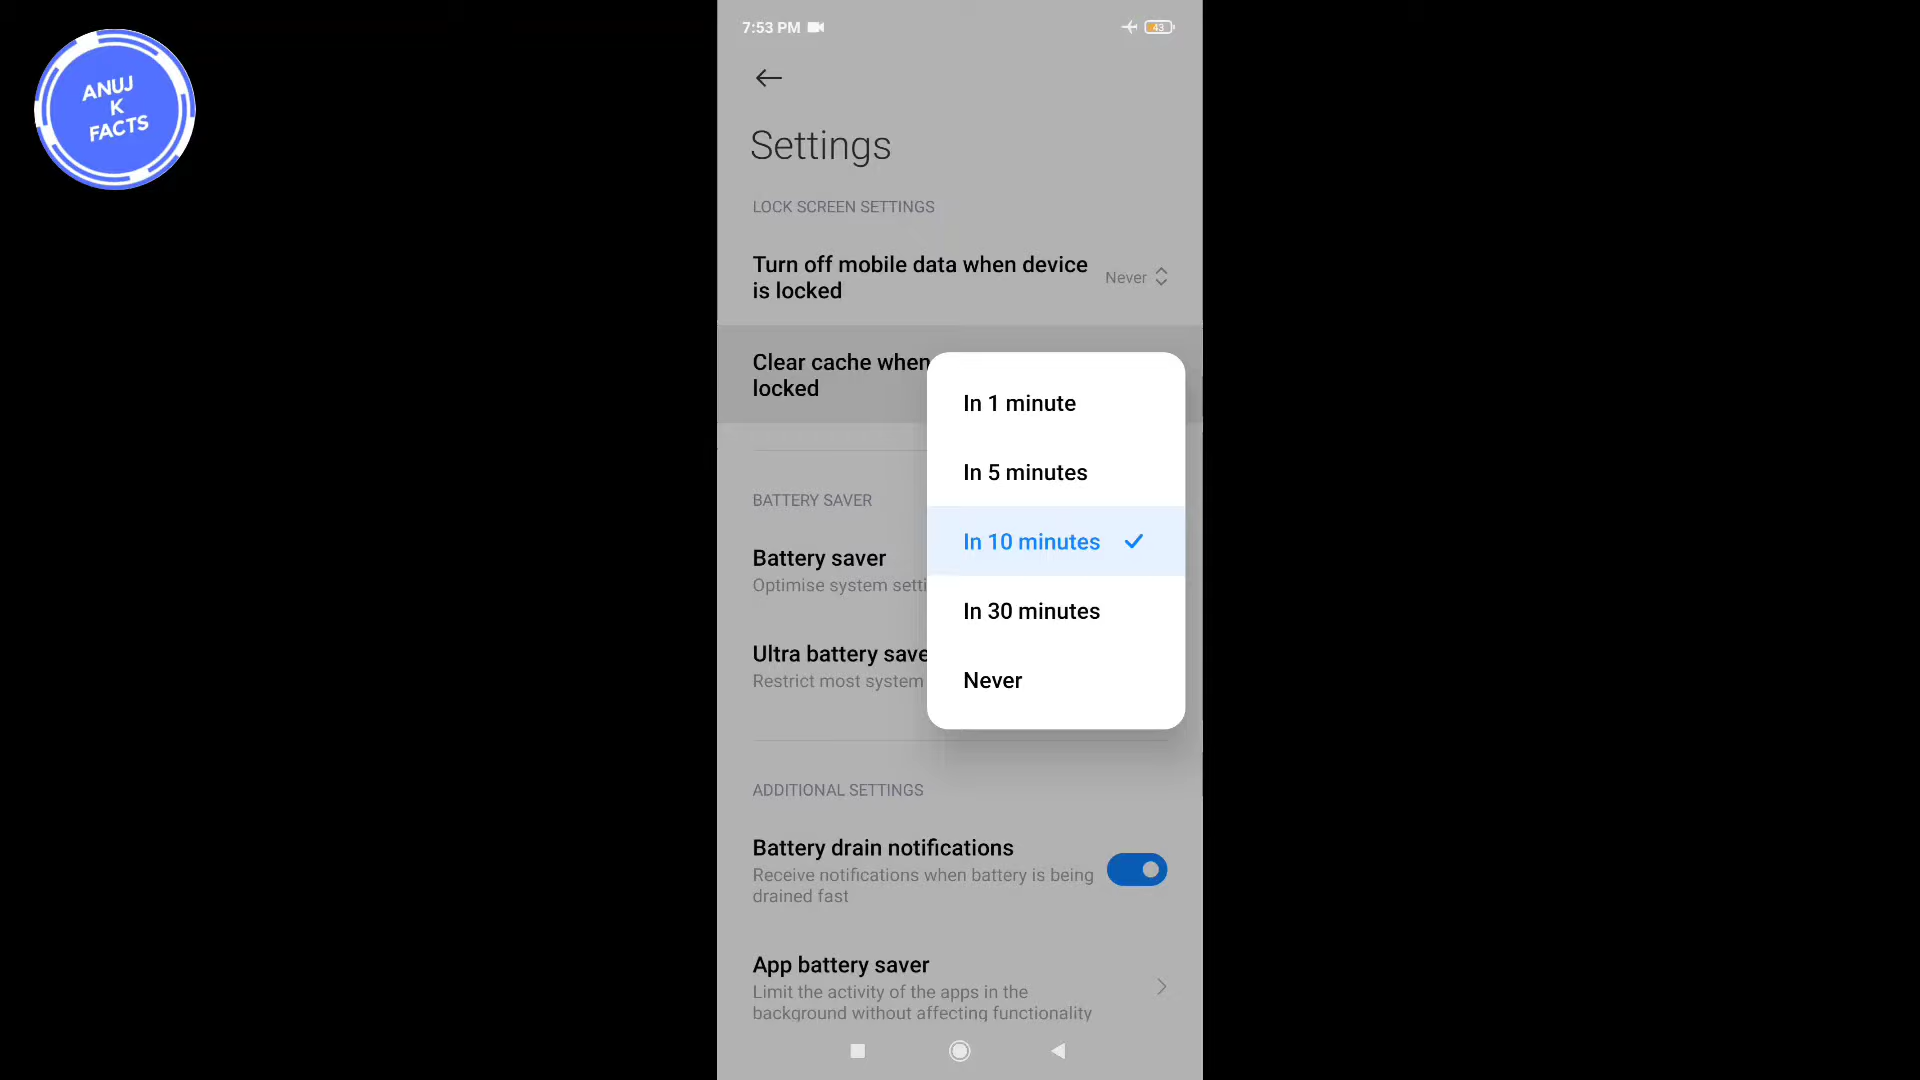 ANUJ
K
FACTS
7:53 PM
43
Settings
LOCK SCREEN SETTINGS
Turn off mobile data when device
is locked
Never
Clear cache when
locked
In 1 minute
In 5 minutes
In 10 minutes
In 30 minutes
Never
BATTERY SAVER
Battery saver
Optimise system setti
Ultra battery save
Restrict most system
ADDITIONAL SETTINGS
Battery drain notifications
Receive notifications when battery is being
drained fast
App battery saver
Limit the activity of the apps in the
background without affecting functionality